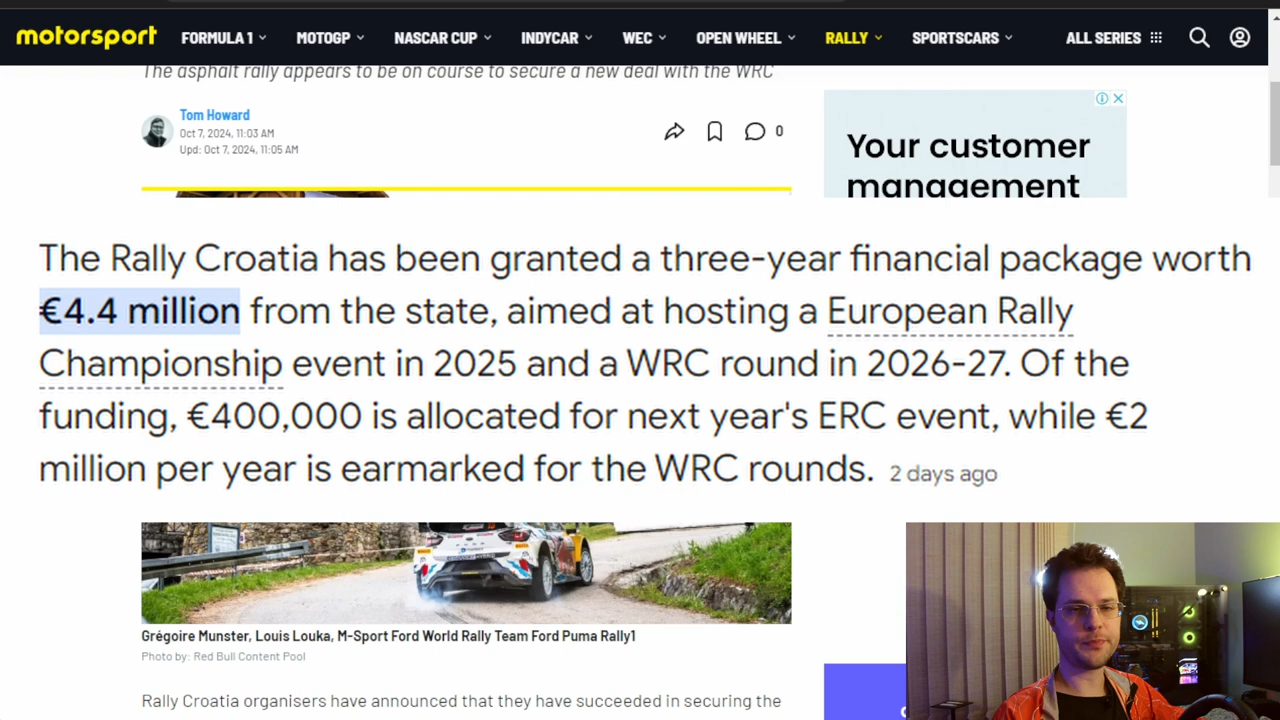 motorsport
FORMULA 1 MOTOGP NASCAR CUP INDYCAR WEC OPEN WHEEL RALLY SPORTSCARS ALL SERIES
The asphalt rally appears to be on course to secure a new deal with the WRC
Tom Howard
Oct 7, 2024, 11:03 AM
Upd: Oct 7, 2024, 11:05 AM
0
Your customer
management
The Rally Croatia has been granted a three-year financial package worth
€4.4 million from the state, aimed at hosting a European Rally
Championship event in 2025 and a WRC round in 2026-27. Of the
funding, €400,000 is allocated for next year's ERC event, while €2
million per year is earmarked for the WRC rounds. 2 days ago
Grégoire Munster, Louis Louka, M-Sport Ford World Rally Team Ford Puma Rally1
Photo by: Red Bull Content Pool
Rally Croatia organisers have announced that they have succeeded in securing the